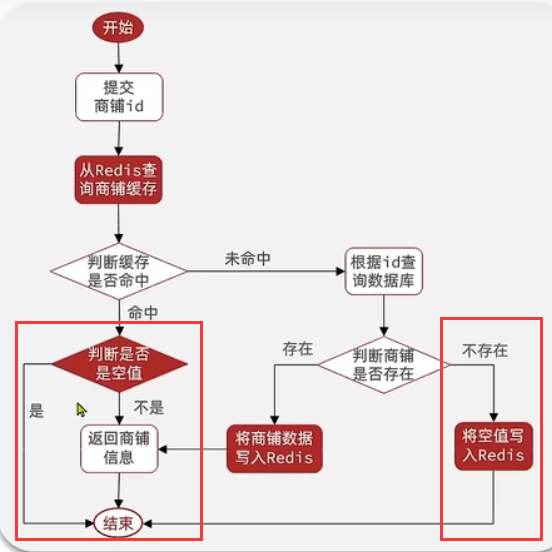 开始
提交
商铺id
从Redis查
询商铺缓存
判断缓存
是否命中
未命中
根据id查
询数据库
命中
判断是否
是空值
存在
判断商铺
是否存在
不存在
是
不是
返回商铺
信息
将商铺数据
写入Redis
将空值写
入Redis
结束